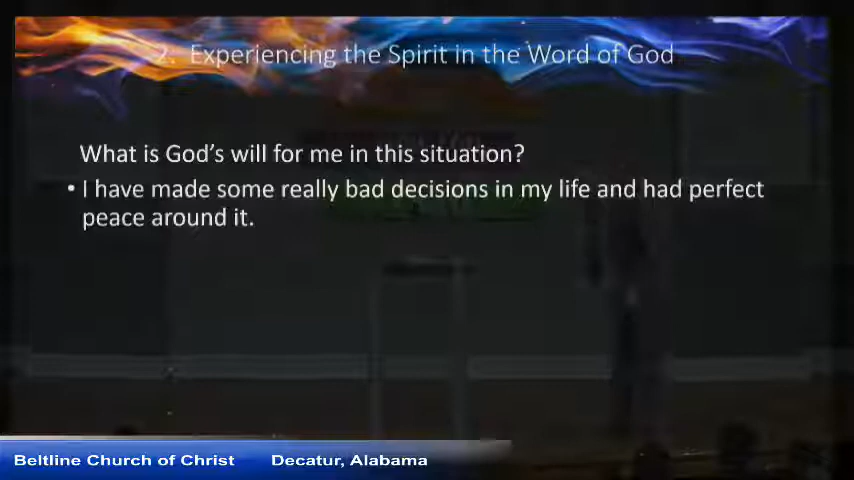 2. Experiencing the Spirit in the Word of God
What is God's will for me in this situation?
• I have made some really bad decisions in my life and had perfect
peace around it.
Beltline Church of Christ Decatur, Alabama